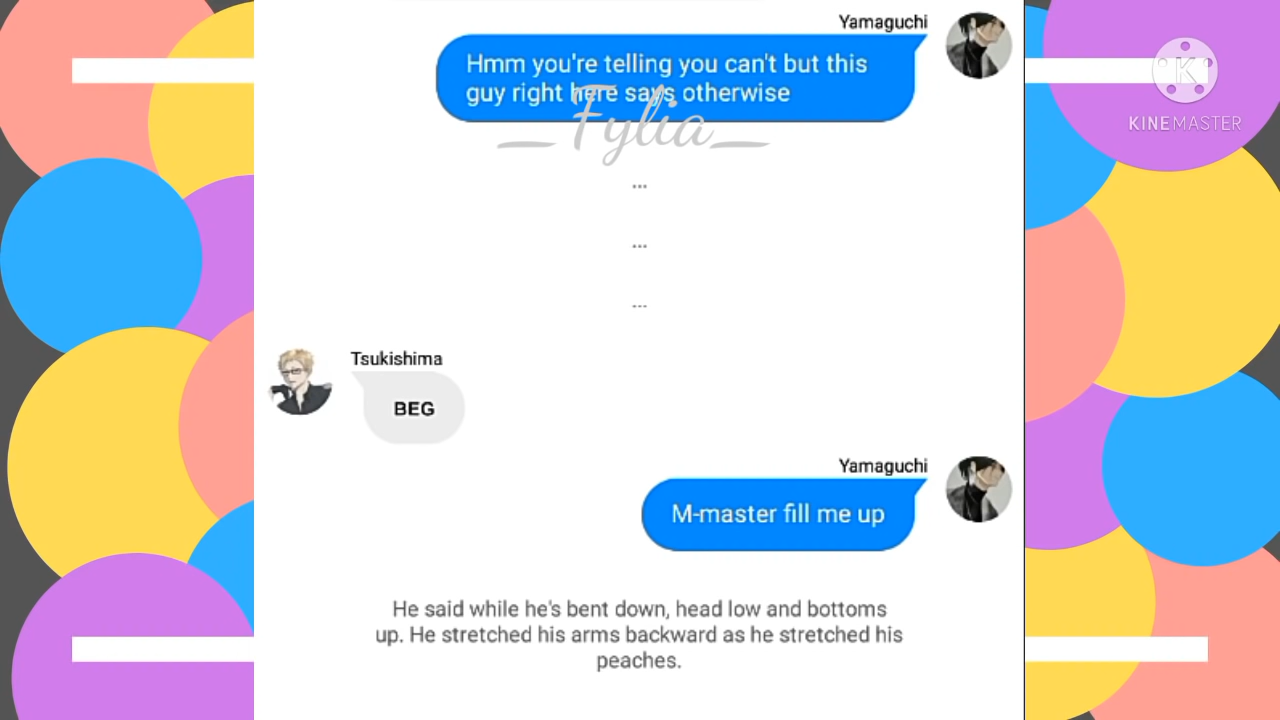 Yamaguchi
Hmm you're telling you can't but this
guy right here says otherwise
__Fylia__
K
KINEMASTER
...
...
...
Tsukishima
BEG
Yamaguchi
M-master fill me up
He said while he's bent down, head low and bottoms
up. He stretched his arms backward as he stretched his
peaches.